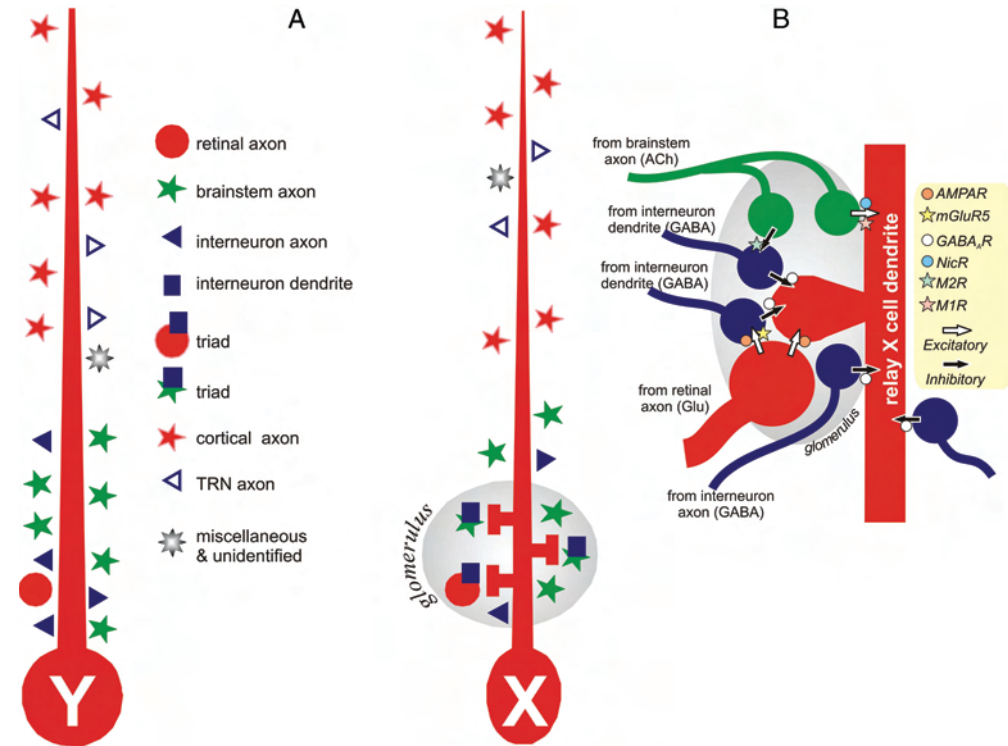 A
retinal axon
brainstem axon
interneuron axon
interneuron dendrite
triad
triad
cortical axon
TRN axon
miscellaneous
& unidentified
Y
glomerulus
X
B
from brainstem
axon (ACh)
from interneuron
dendrite (GABA)
from interneuron
dendrite (GABA)
from retinal
axon (Glu)
from interneuron
axon (GABA)
glomerulus
relay X cell dendrite
AMPAR
mGluR5
GABAAR
NicR
M2R
M1R
Excitatory
Inhibitory